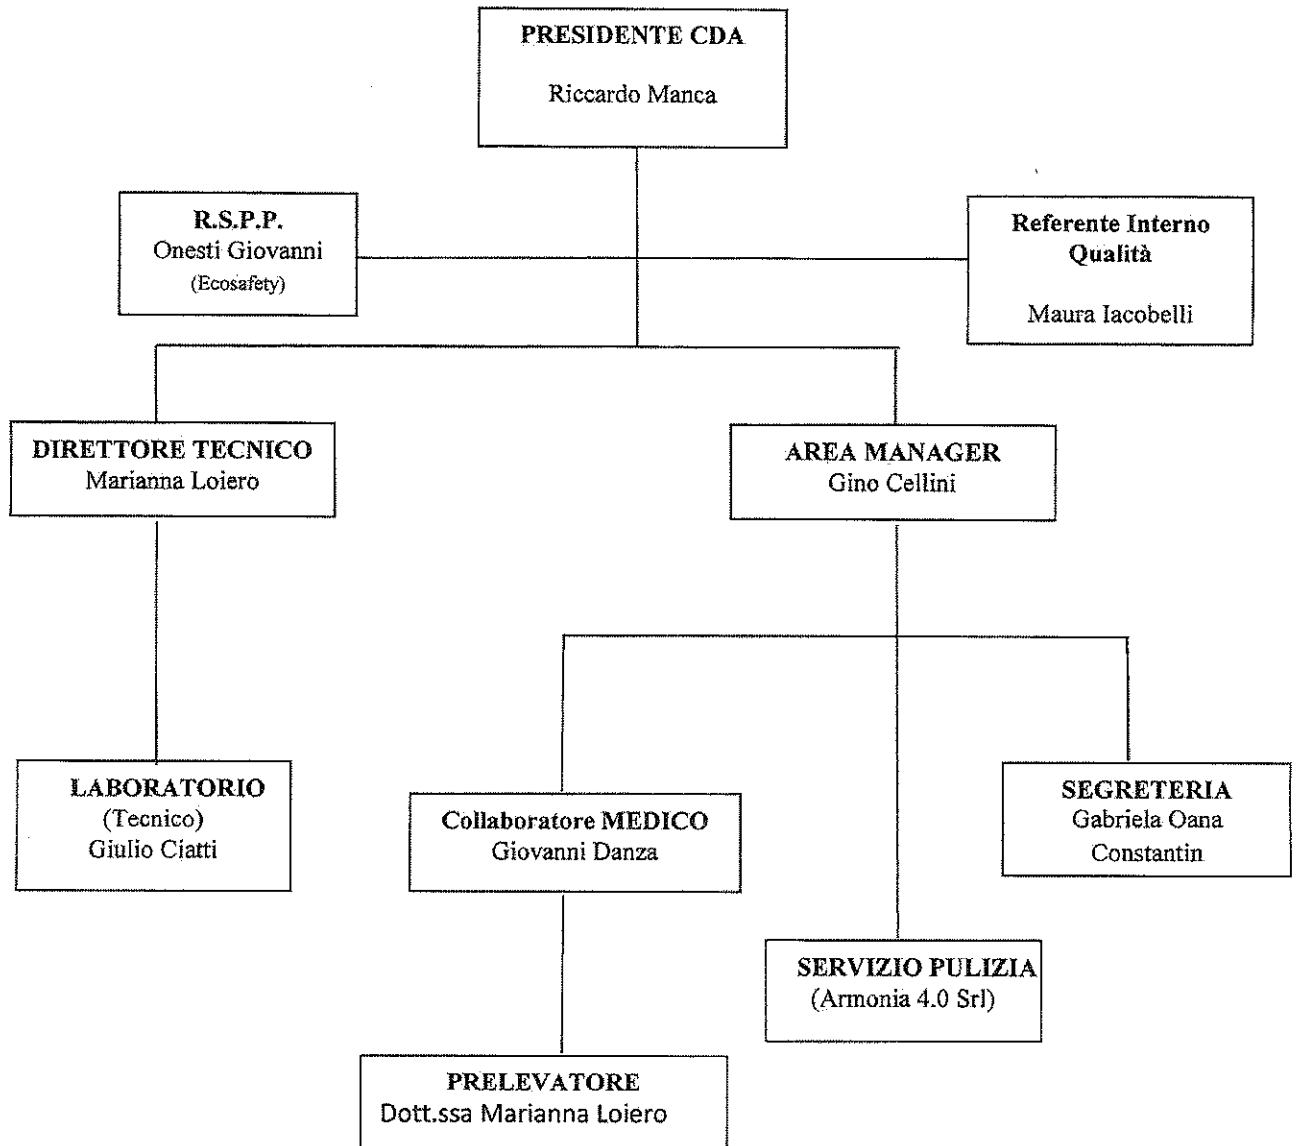 PRESIDENTE CDA
Riccardo Manca
R.S.P.P.
Onesti Giovanni
(Ecosafety)
Referente Interno
Qualità
Maura Iacobelli
DIRETTORE TECNICO
Marianna Loiero
AREA MANAGER
Gino Cellini
LABORATORIO
(Tecnico)
Giulio Ciatti
Collaboratore MEDICO
Giovanni Danza
SEGRETERIA
Gabriela Oana
Constantin
SERVIZIO PULIZIA
(Armonia 4.0 Srl)
PRELEVATORE
Dott.ssa Marianna Loiero